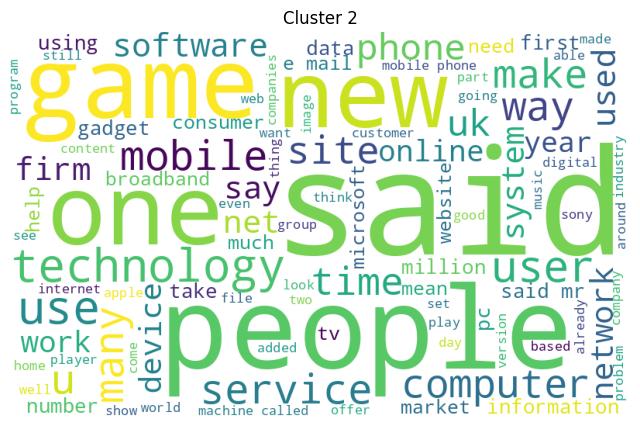 Cluster 2
using
still
software
data
e mail
phone
need
first
made
able
mobile phone
program
game
new
companies
web
part
going
make
used
gadget
consumer
image
want
customer
uk
way
year
firm
mobile
thing
site
online
system
digital
industry
content
broadband
say
microsoft
website
music
help
one
even
think
said
net
group
good
sony
around
see
much
technology
time
million
mean
user
internet
apple
take
file
look
two
set
said mr
network
company
use
many
device
people
tv
play
day
pc
version
based
already
problem
work
come
added
home
player
u
well
service
computer
number
show
world
machine
called
offer
market
information